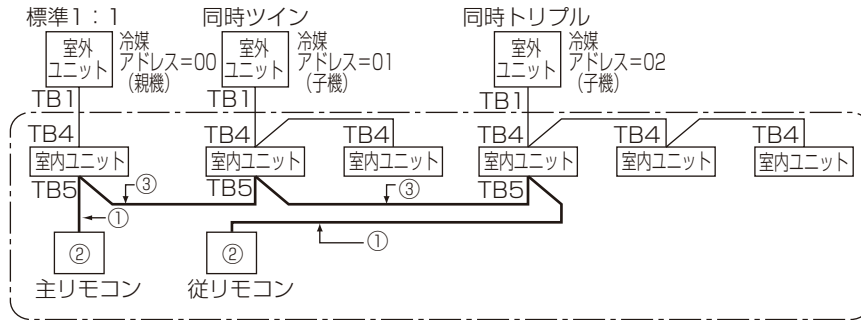 標準1：1
同時ツイン
同時トリプル
室外
ユニット
冷媒
アドレス=00
(親機)
室外
ユニット
冷媒
アドレス=01
(子機)
室外
ユニット
冷媒
アドレス=02
(子機)
TB1
TB1
TB1
TB4
TB4
TB4
TB4
TB4
TB4
室内ユニット
室内ユニット
室内ユニット
室内ユニット
室内ユニット
室内ユニット
TB5
TB5
TB5
③
③
①
①
②
②
主リモコン
従リモコン